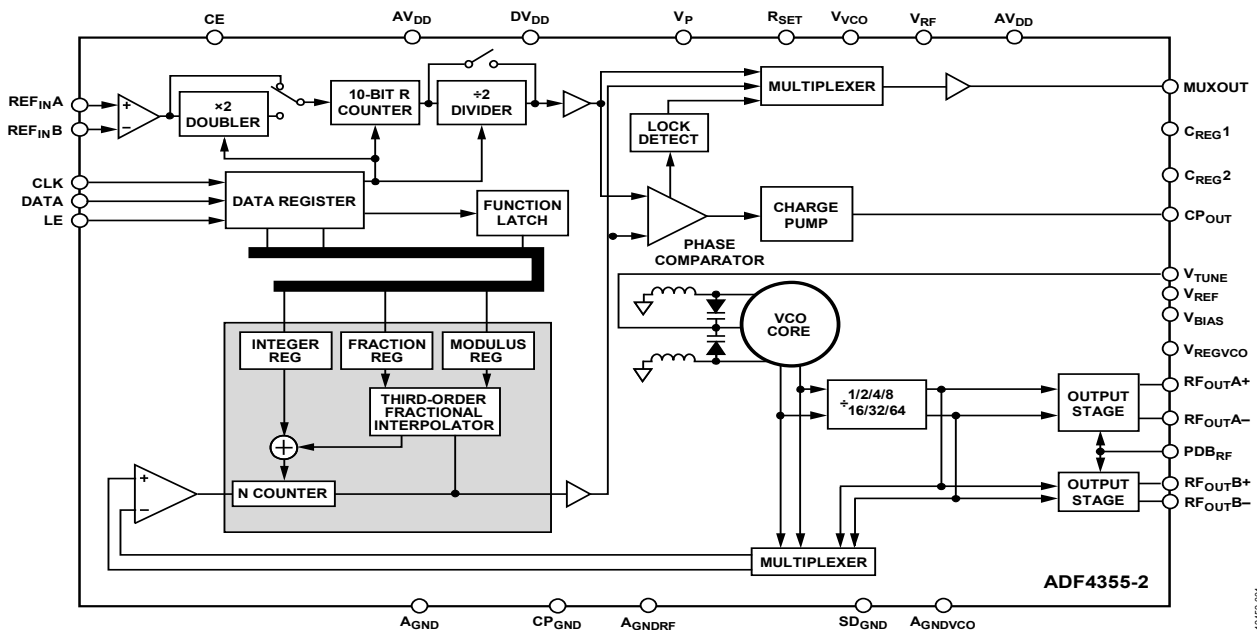 CE
AVDD
DVDD
VP
RSET
VVCO
VRF
AVDD
REFINA
REFINB
+
−
×2
DOUBLER
10-BIT R
COUNTER
÷2
DIVIDER
MULTIPLEXER
MUXOUT
LOCK
DETECT
CREG1
CREG2
CLK
DATA
LE
DATA REGISTER
FUNCTION
LATCH
CHARGE
PUMP
CPOUT
PHASE
COMPARATOR
VTUNE
VREF
VBIAS
VREGVCO
VCO
CORE
INTEGER
REG
FRACTION
REG
MODULUS
REG
THIRD-ORDER
FRACTIONAL
INTERPOLATOR
÷1/2/4/8
16/32/64
OUTPUT
STAGE
RFOUTA+
RFOUTA−
PDBRF
OUTPUT
STAGE
RFOUTB+
RFOUTB−
+
−
N COUNTER
MULTIPLEXER
ADF4355-2
AGND
CPGND
AGNDRF
SDGND
AGNDVCO